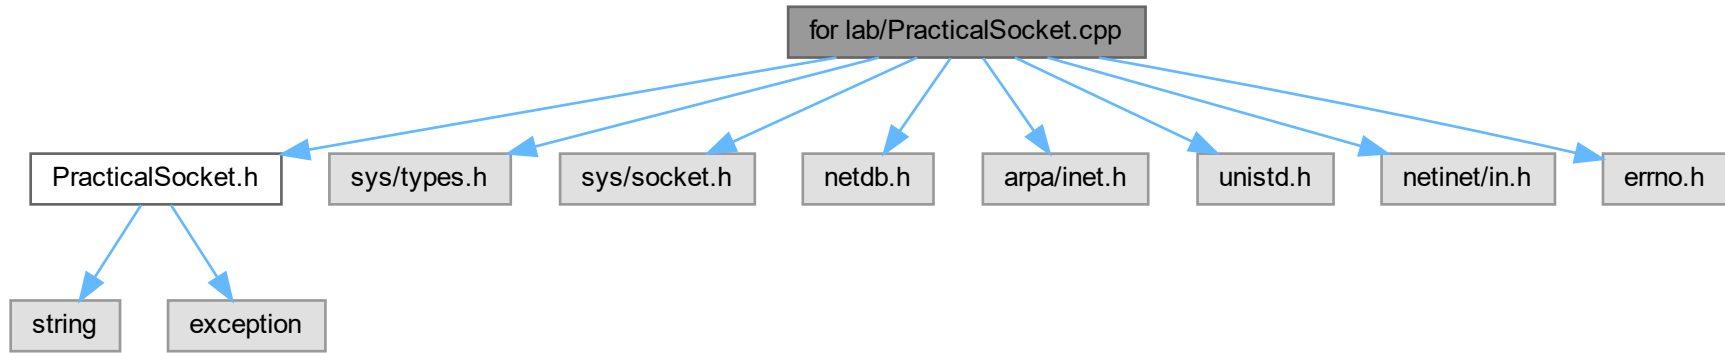 for lab/PracticalSocket.cpp
PracticalSocket.h
sys/types.h
sys/socket.h
netdb.h
arpa/inet.h
unistd.h
netinet/in.h
errno.h
string
exception